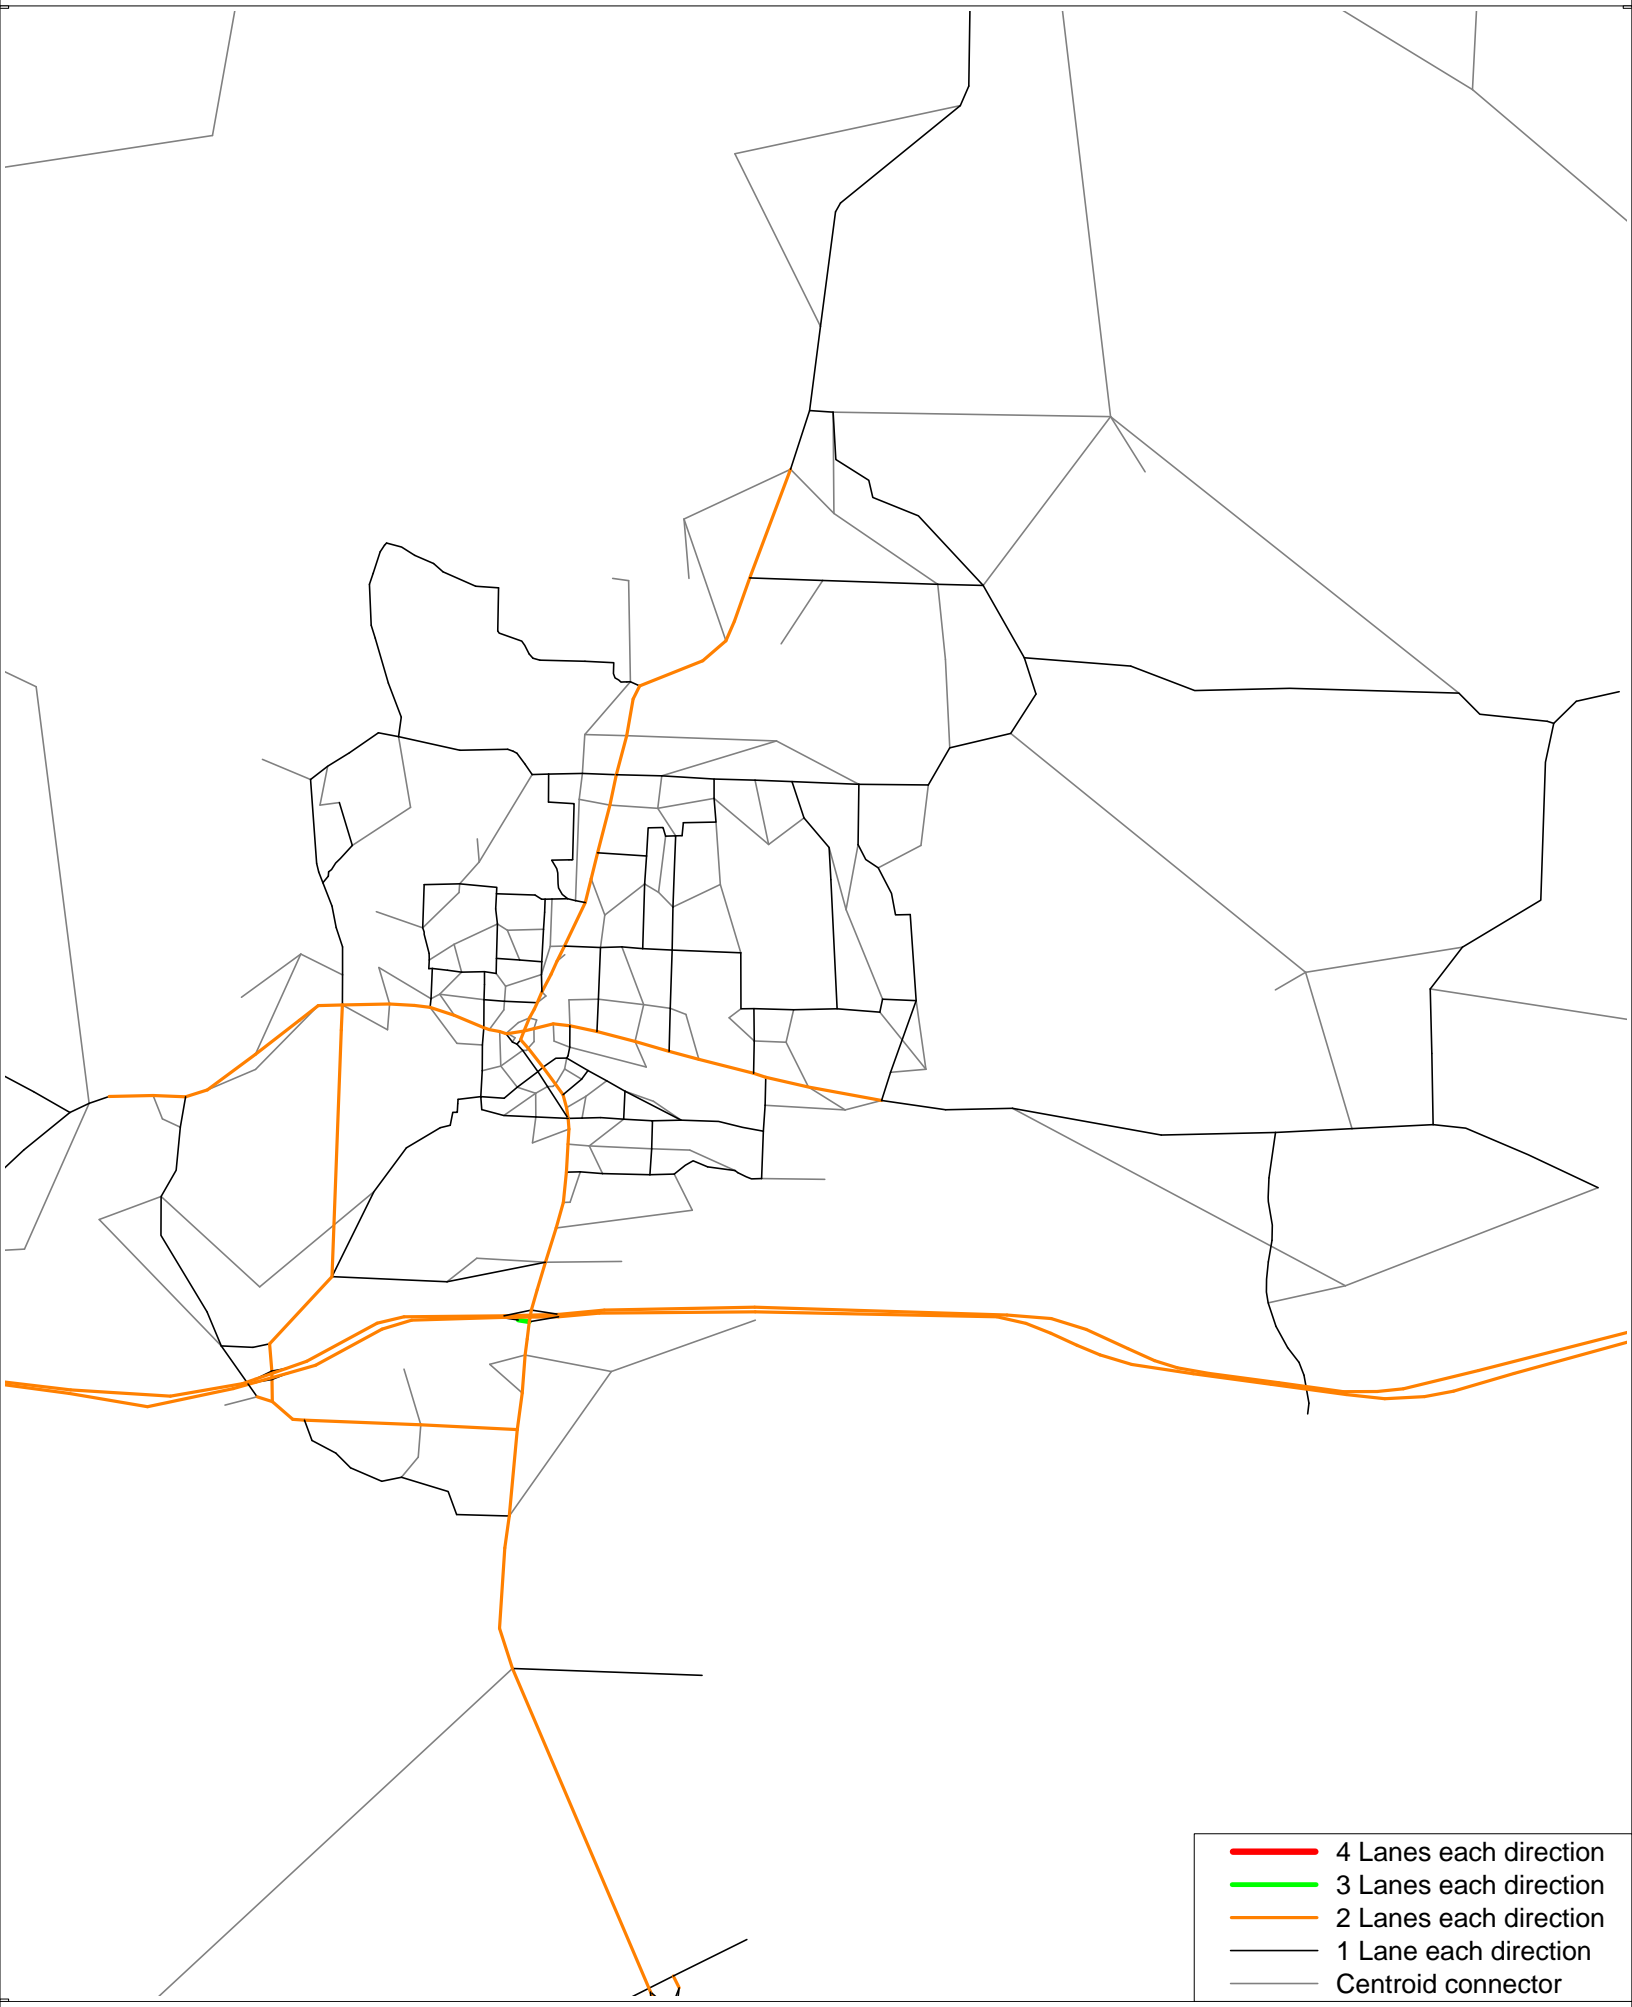 4 Lanes each direction
3 Lanes each direction
2 Lanes each direction
1 Lane each direction
Centroid connector